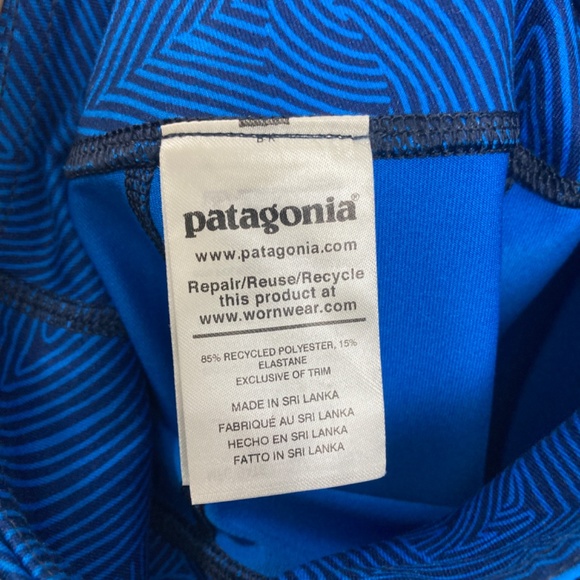 patagonia®
www.patagonia.com
Repair/Reuse/Recycle
this product at
www.wornwear.com
85% RECYCLED POLYESTER, 15%
ELASTANE
EXCLUSIVE OF TRIM
MADE IN SRI LANKA
FABRIQUÉ AU SRI LANKA
HECHO EN SRI LANKA
FATTO IN SRI LANKA